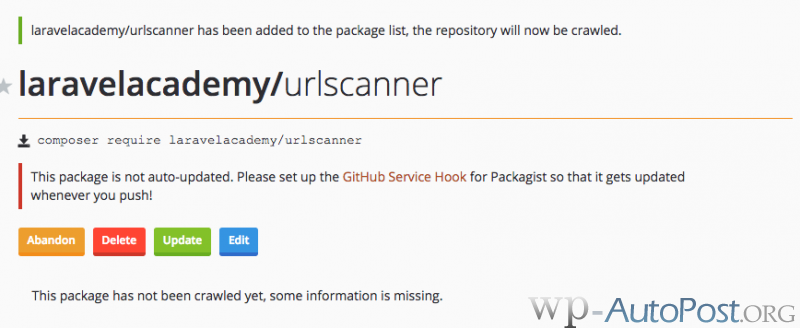 laravelacademy/urlscanner has been added to the package list, the repository will now be crawled.
laravelacademy/urlscanner
composer require laravelacademy/urlscanner
This package is not auto-updated. Please set up the GitHub Service Hook for Packagist so that it gets updated
whenever you push!
Abandon Delete Update Edit
This package has not been crawled yet, some information is missing.
wp-AutoPost.ORG